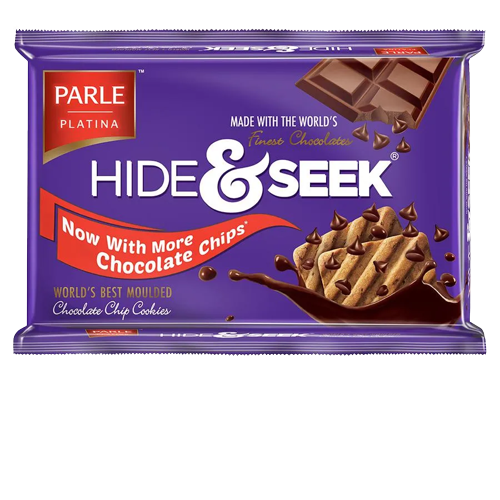 PARLE
PLATINA
™
MADE WITH THE WORLD'S
Finest Chocolates
HIDE & SEEK®
Now With More
Chocolate Chips*
WORLD'S BEST MOULDED
Chocolate Chip Cookies
PARLE
PLATINA